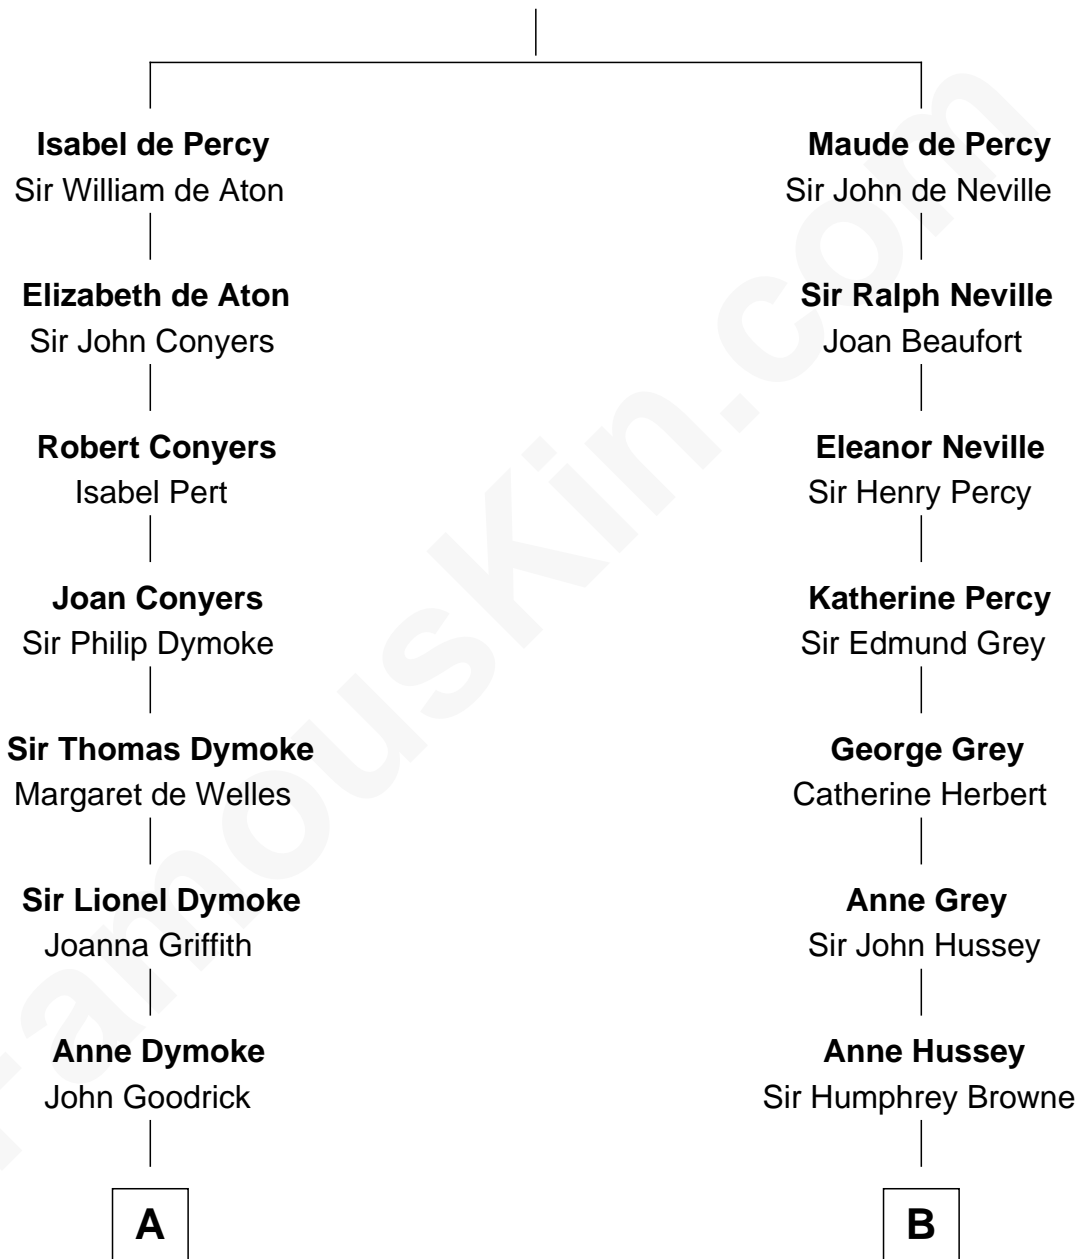 Isabel de Percy
Sir William de Aton
Elizabeth de Aton
Sir John Conyers
Robert Conyers
Isabel Pert
Joan Conyers
Sir Philip Dymoke
Sir Thomas Dymoke
Margaret de Welles
Sir Lionel Dymoke
Joanna Griffith
Anne Dymoke
John Goodrick
A
Maude de Percy
Sir John de Neville
Sir Ralph Neville
Joan Beaufort
Eleanor Neville
Sir Henry Percy
Katherine Percy
Sir Edmund Grey
George Grey
Catherine Herbert
Anne Grey
Sir John Hussey
Anne Hussey
Sir Humphrey Browne
B
FamousKin.com